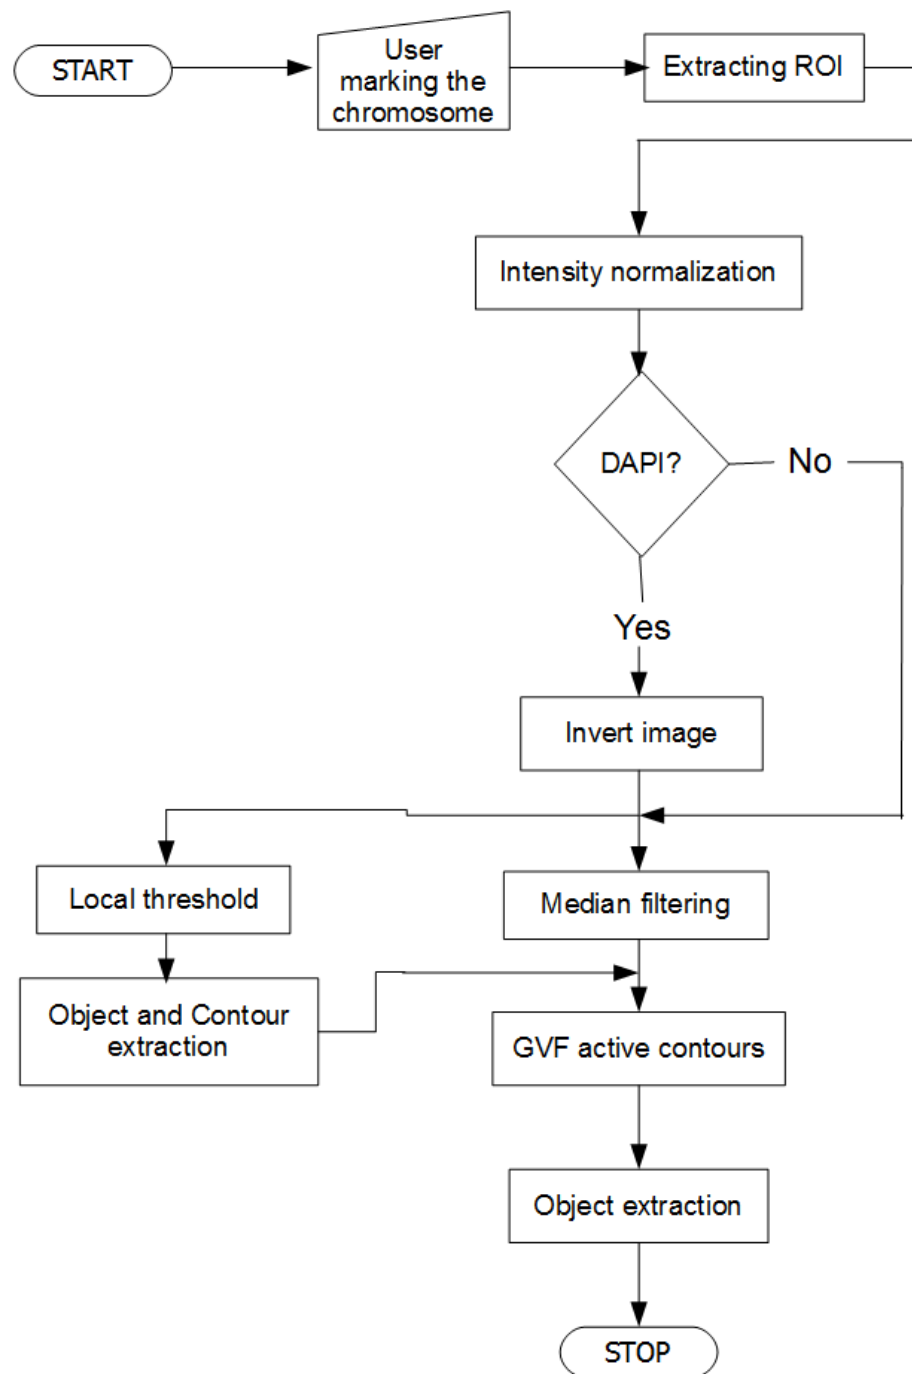 START
User
marking the
chromosome
Extracting ROI
Intensity normalization
DAPI?
No
Yes
Invert image
Local threshold
Median filtering
Object and Contour
extraction
GVF active contours
Object extraction
STOP